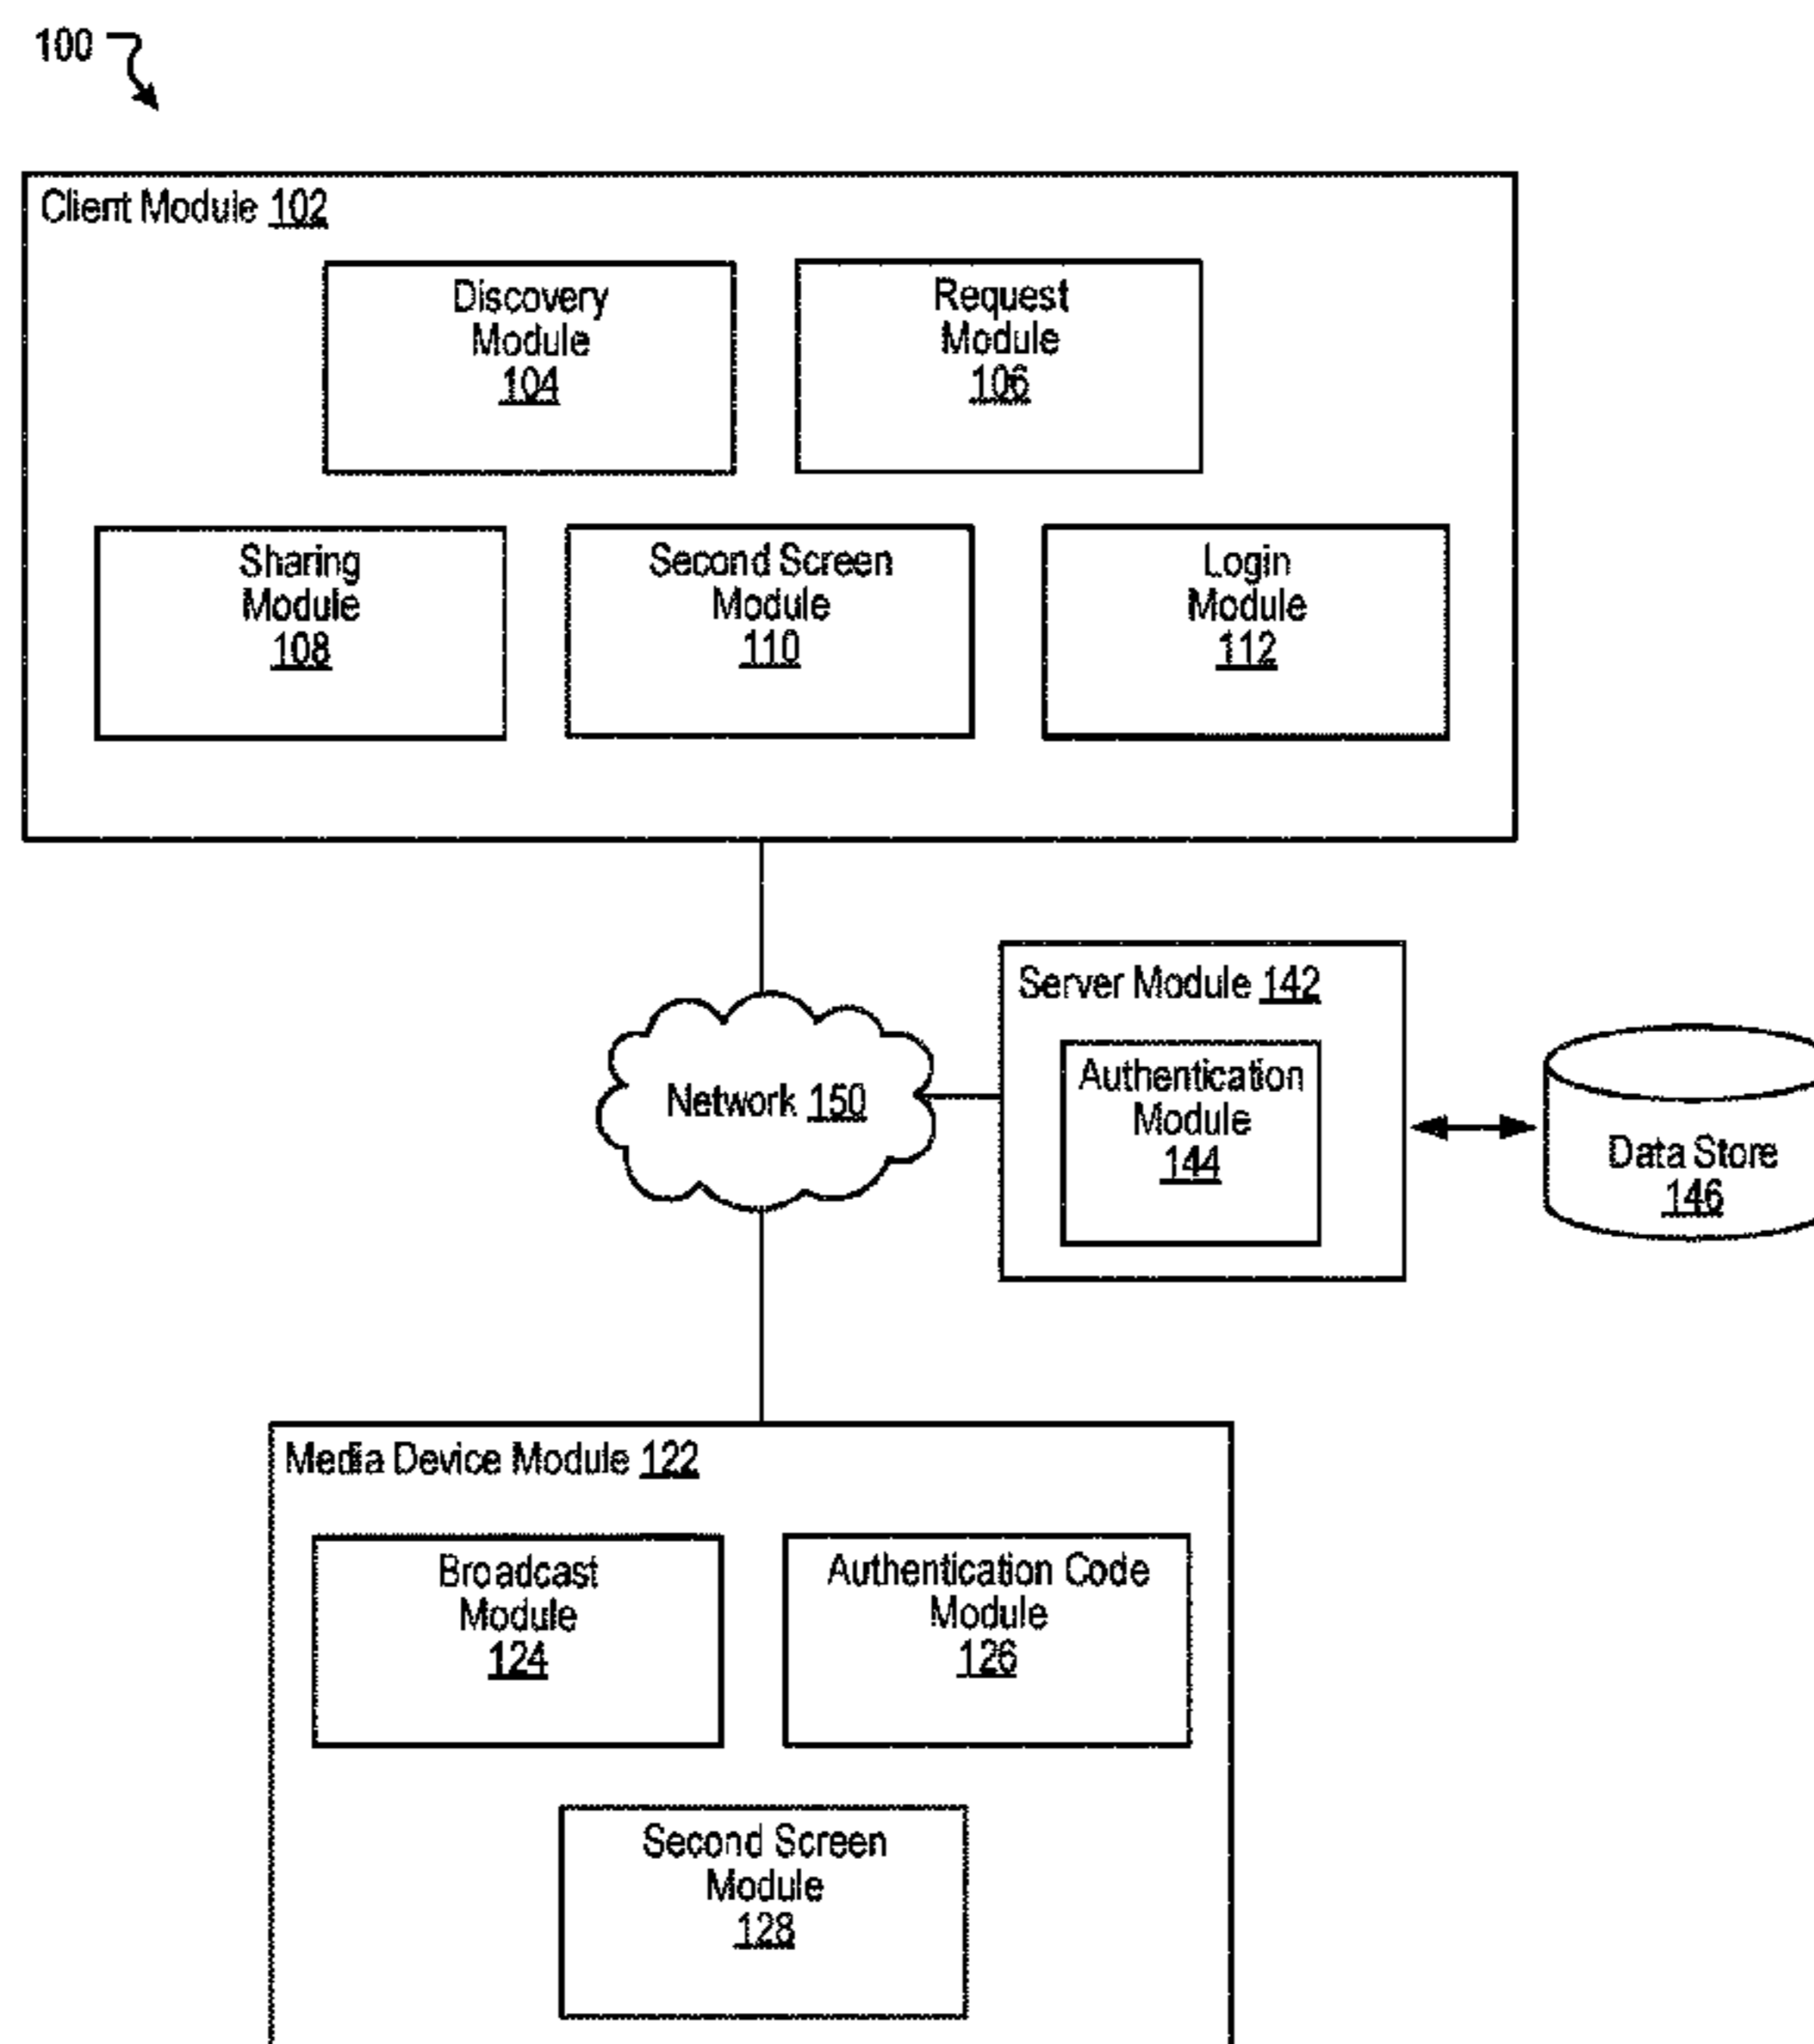 100
Client Module 102
Discovery
Module
104
Request
Module
106
Sharing
Module
108
Second Screen
Module
110
Login
Module
112
Server Module 142
Authentication
Module
144
Network 150
Data Store
146
Media Device Module 122
Broadcast
Module
124
Authentication Code
Module
126
Second Screen
Module
128